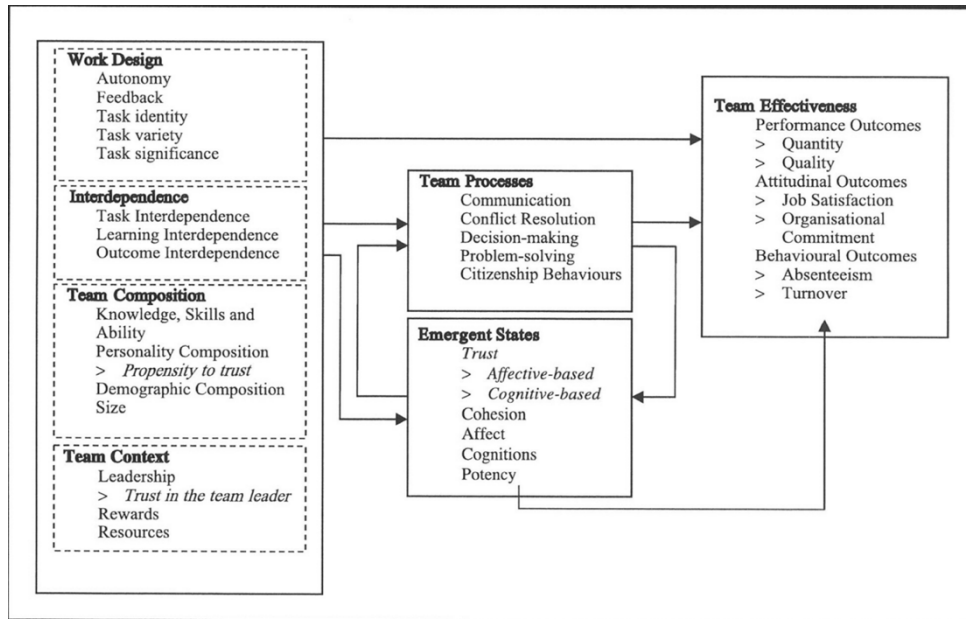 Work Design
Autonomy
Feedback
Task identity
Task variety
Task significance
Interdependence
Task Interdependence
Learning Interdependence
Outcome Interdependence
Team Composition
Knowledge, Skills and
Ability
Personality Composition
> Propensity to trust
Demographic Composition
Size
Team Context
Leadership
> Trust in the team leader
Rewards
Resources
Team Processes
Communication
Conflict Resolution
Decision-making
Problem-solving
Citizenship Behaviours
Emergent States
Trust
> Affective-based
> Cognitive-based
Cohesion
Affect
Cognitions
Potency
Team Effectiveness
Performance Outcomes
> Quantity
> Quality
Attitudinal Outcomes
> Job Satisfaction
> Organisational
Commitment
Behavioural Outcomes
> Absenteeism
> Turnover